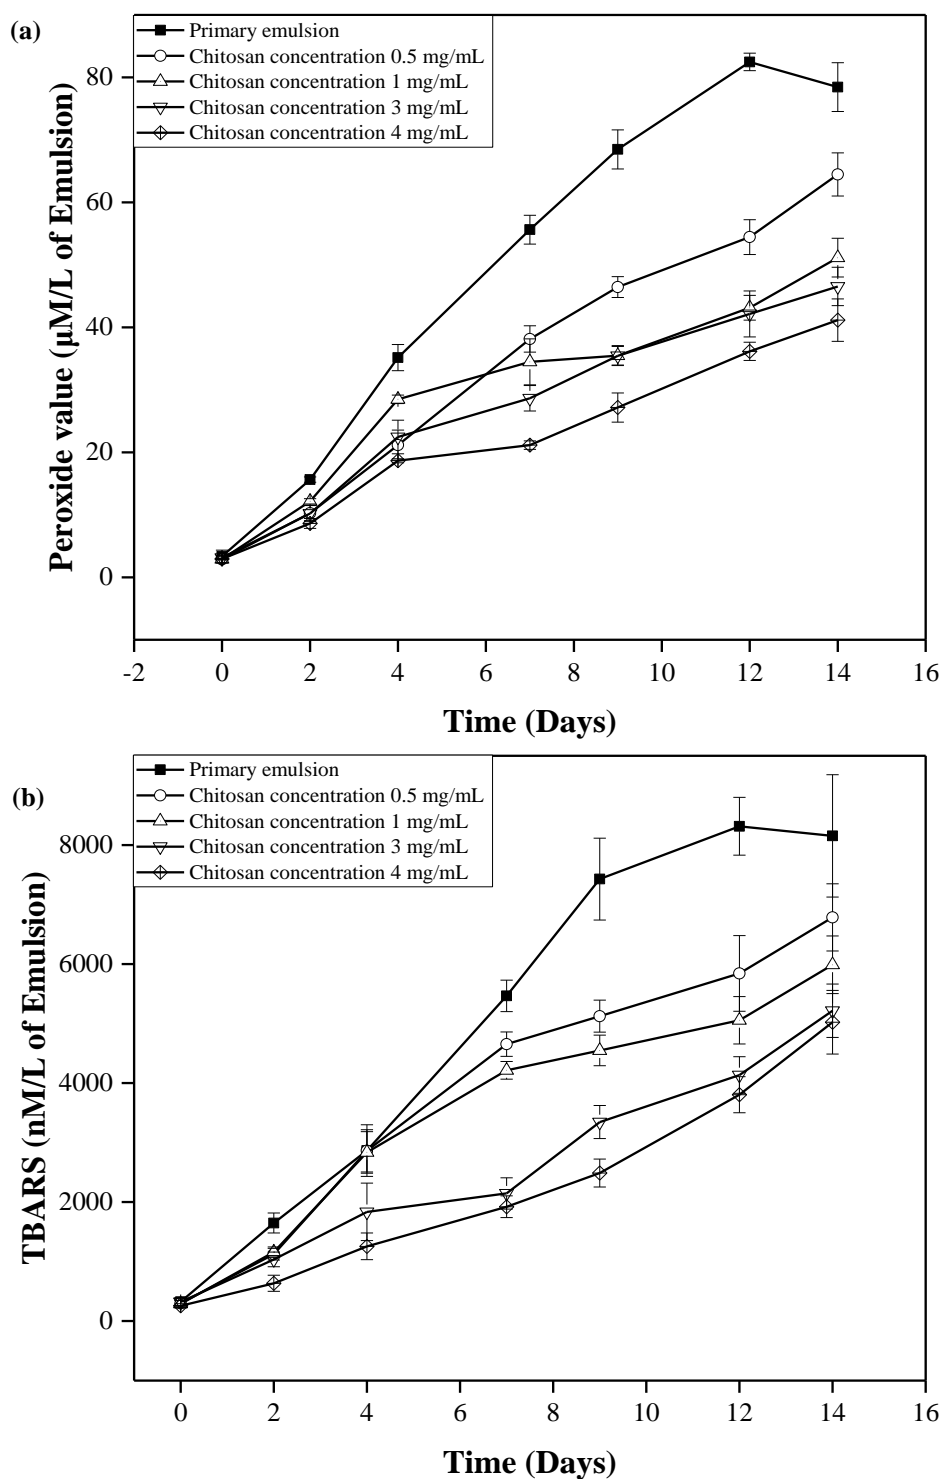 (a)
Primary emulsion
Chitosan concentration 0.5 mg/mL
Chitosan concentration 1 mg/mL
Chitosan concentration 3 mg/mL
Chitosan concentration 4 mg/mL
Peroxide value (μM/L of Emulsion)
80
60
40
20
0
-2 0 2 4 6 8 10 12 14 16
Time (Days)
(b)
Primary emulsion
Chitosan concentration 0.5 mg/mL
Chitosan concentration 1 mg/mL
Chitosan concentration 3 mg/mL
Chitosan concentration 4 mg/mL
TBARS (nM/L of Emulsion)
8000
6000
4000
2000
0
0 2 4 6 8 10 12 14 16
Time (Days)